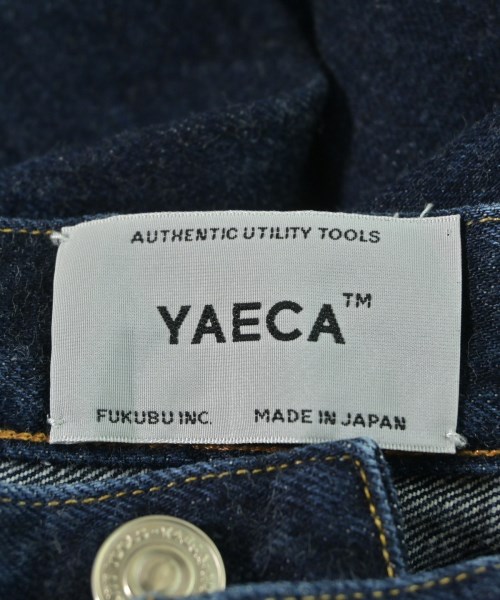 AUTHENTIC UTILITY TOOLS
YAECA™
FUKUBU INC. MADE IN JAPAN